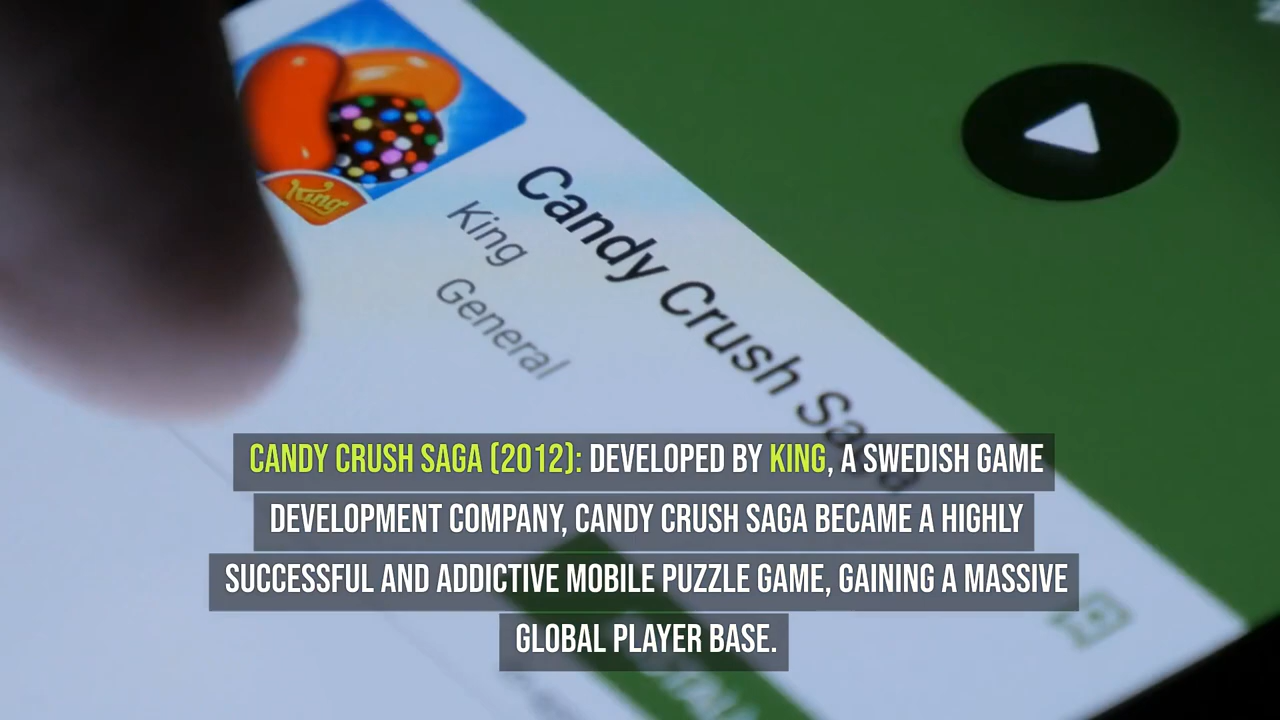 King
Candy Crush Saga
King
General
CANDY CRUSH SAGA (2012): DEVELOPED BY KING, A SWEDISH GAME
DEVELOPMENT COMPANY, CANDY CRUSH SAGA BECAME A HIGHLY
SUCCESSFUL AND ADDICTIVE MOBILE PUZZLE GAME, GAINING A MASSIVE
GLOBAL PLAYER BASE.